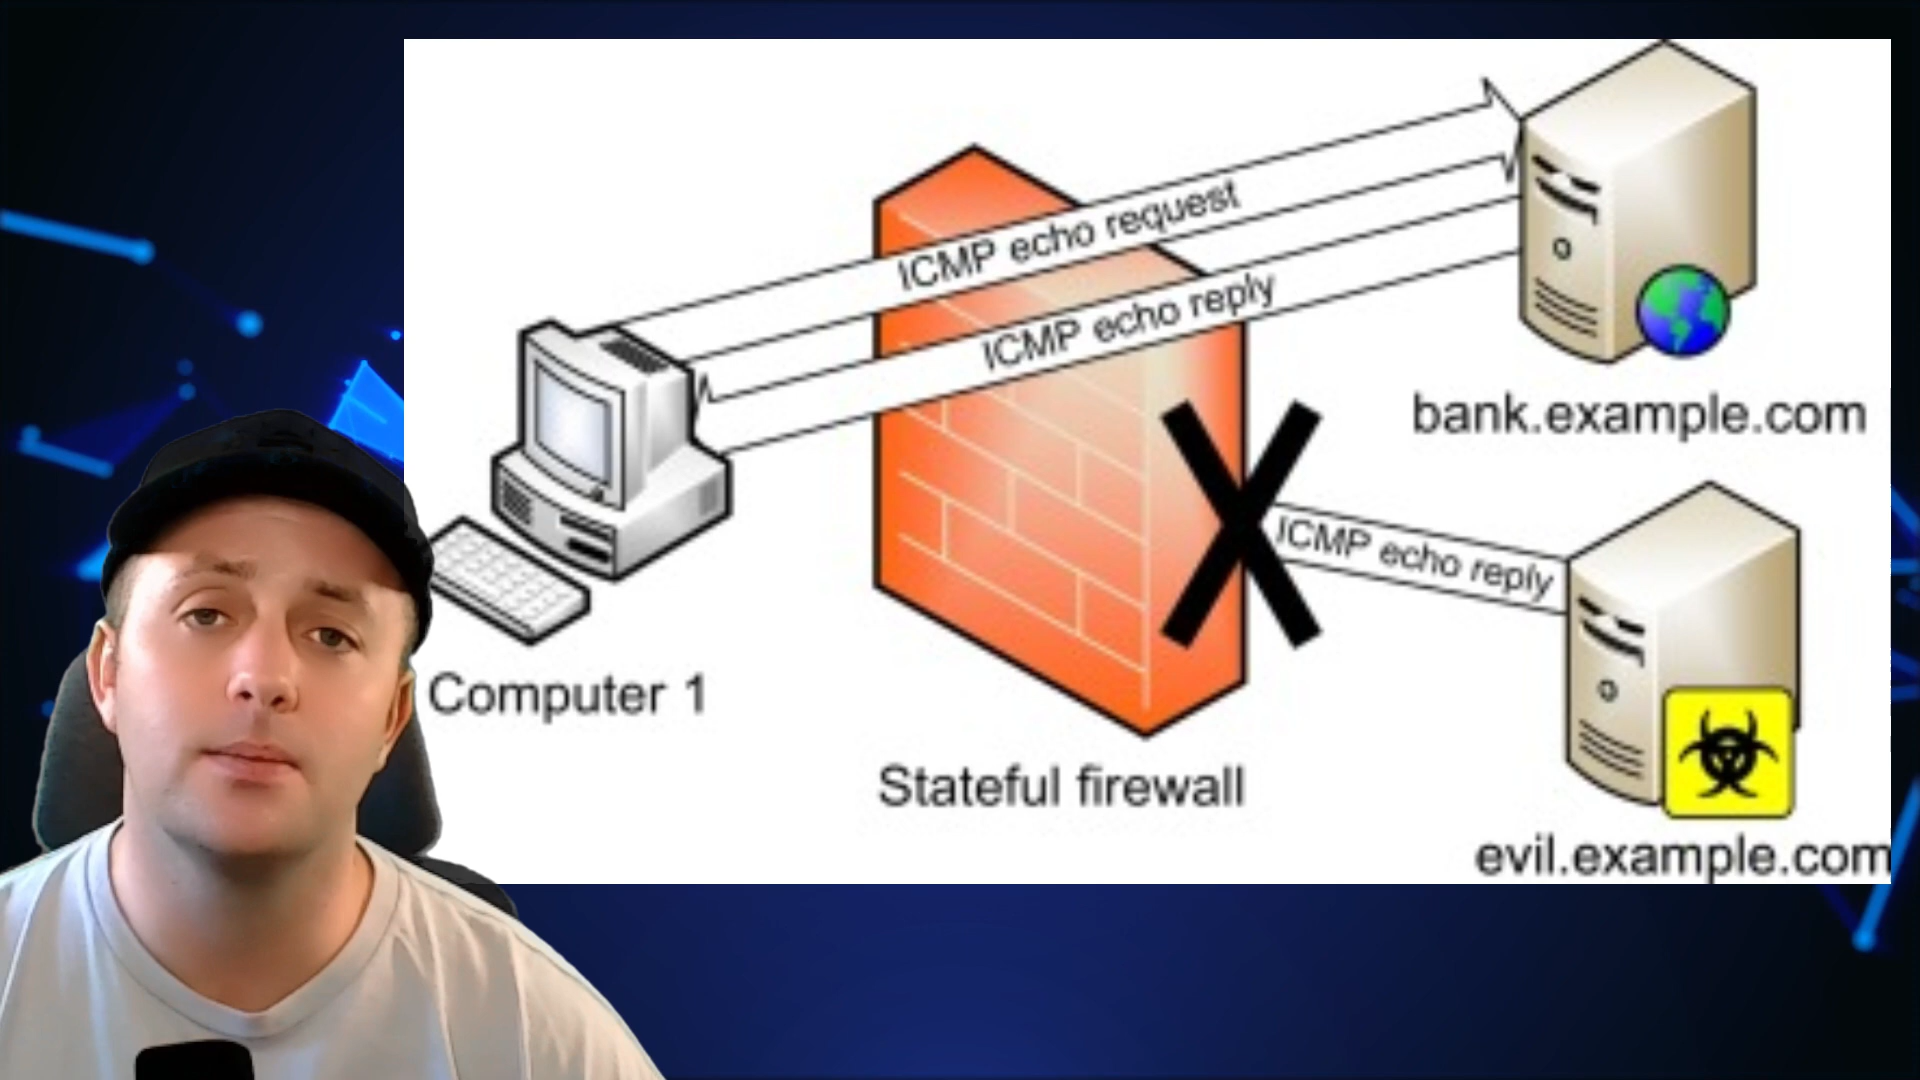 ICMP echo request
ICMP echo reply
bank.example.com
ICMP echo reply
Computer 1
Stateful firewall
evil.example.com